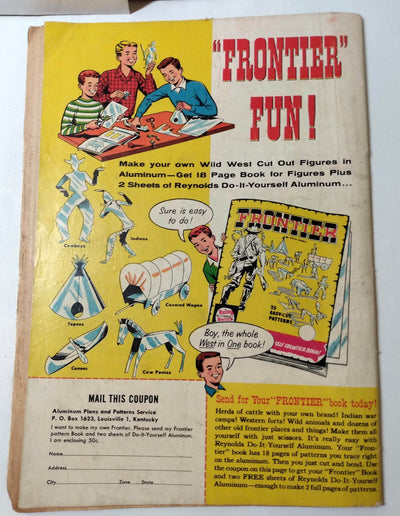 "FRONTIER"
FUN!
Make your own Wild West Cut Out Figures in
Aluminum—Get 18 Page Book for Figures Plus
2 Sheets of Reynolds Do-It-Yourself Aluminum...
Sure is easy
to do!
Cowboys
Indians
Tepees
Covered Wagon
Canoes
Cow Ponies
FRONTIER
25
EASY-CUT
PATTERNS
Boy, the whole
West in One book!
MAIL THIS COUPON
Aluminum Plans and Patterns Service
P. O. Box 1623, Louisville 1, Kentucky
I want to make my own Frontier. Please send my Frontier
pattern Book and two sheets of Do-It-Yourself Aluminum.
I am enclosing 50c.
Name
Address
City Zone State
Send for Your "FRONTIER" book today!
Herds of cattle with your own brand! Indian war
camps! Western forts! Wild animals and dozens of
other old frontier places and things! Make them all
yourself with just scissors. It's really easy with
Reynolds Do-It-Yourself Aluminum. Your "Fron-
tier" book has 18 pages of patterns you trace right
on the aluminum. Then you just cut and bend. Use
the coupon on this page to get your "Frontier" Book
and two FREE sheets of Reynolds Do-It-Yourself
Aluminum—enough to make 2 full pages of patterns.